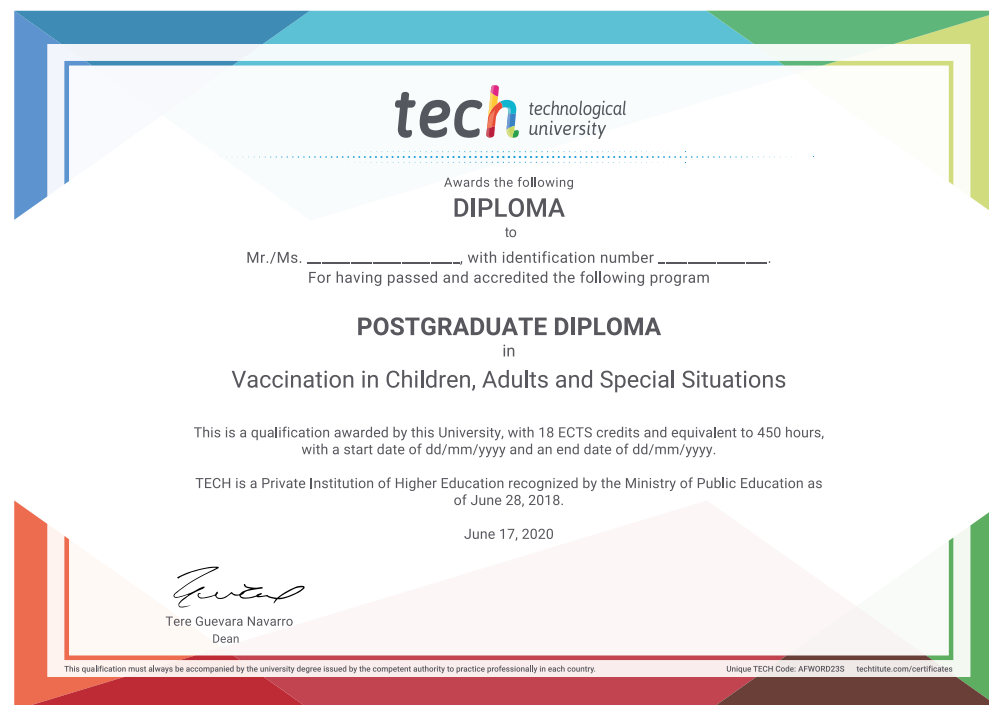 tech technological
university
Awards the following
DIPLOMA
to
Mr./Ms. ____________________, with identification number ______________.
For having passed and accredited the following program
POSTGRADUATE DIPLOMA
in
Vaccination in Children, Adults and Special Situations
This is a qualification awarded by this University, with 18 ECTS credits and equivalent to 450 hours,
with a start date of dd/mm/yyyy and an end date of dd/mm/yyyy.
TECH is a Private Institution of Higher Education recognized by the Ministry of Public Education as
of June 28, 2018.
June 17, 2020
Tere Guevara Navarro
Dean
This qualification must always be accompanied by the university degree issued by the competent authority to practice professionally in each country.
Unique TECH Code: AFWORD23S techtitute.com/certificates